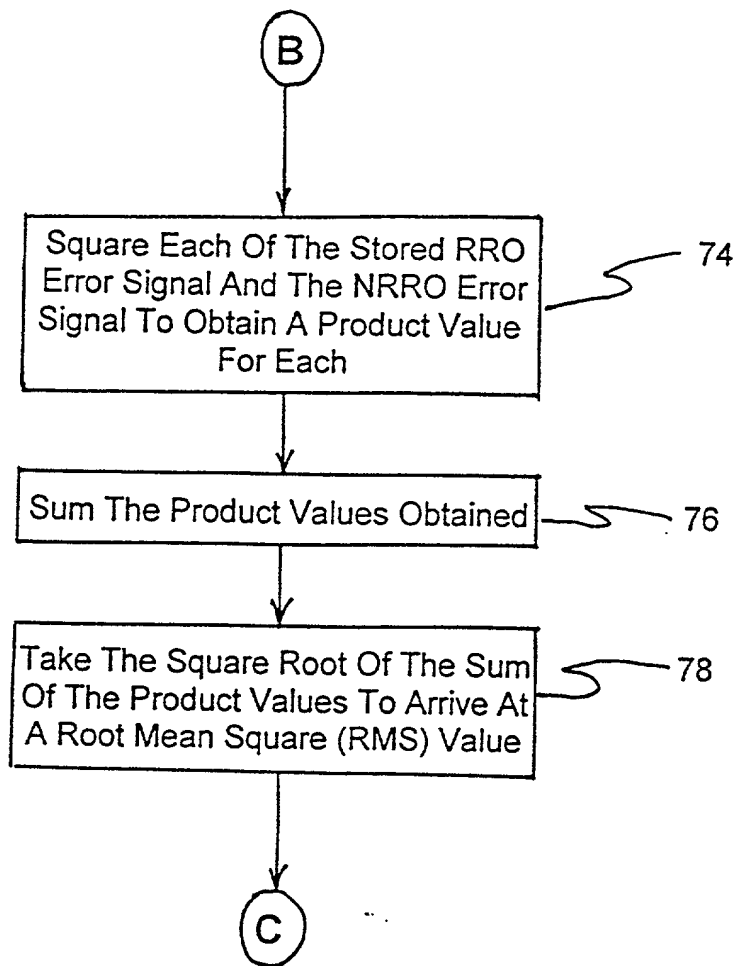 B
Square Each Of The Stored RRO
Error Signal And The NRRO Error
Signal To Obtain A Product Value
For Each
74
Sum The Product Values Obtained
76
Take The Square Root Of The Sum
Of The Product Values To Arrive At
A Root Mean Square (RMS) Value
78
C